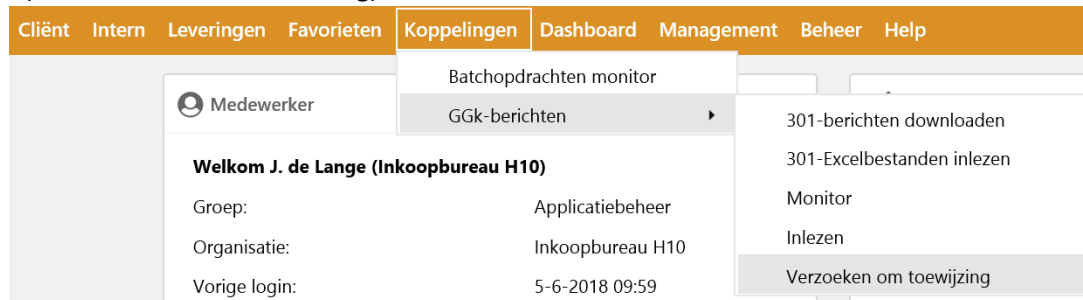 Cliënt Intern Leveringen Favorieten Koppelingen Dashboard Management Beheer Help
Batchopdrachten monitor
Medewerker
GGk-berichten
301-berichten downloaden
301-Excelbestanden inlezen
Welkom J. de Lange (Inkoopbureau H10)
Monitor
Groep: Applicatiebeheer
Inlezen
Organisatie: Inkoopbureau H10
Verzoeken om toewijzing
Vorige login: 5-6-2018 09:59